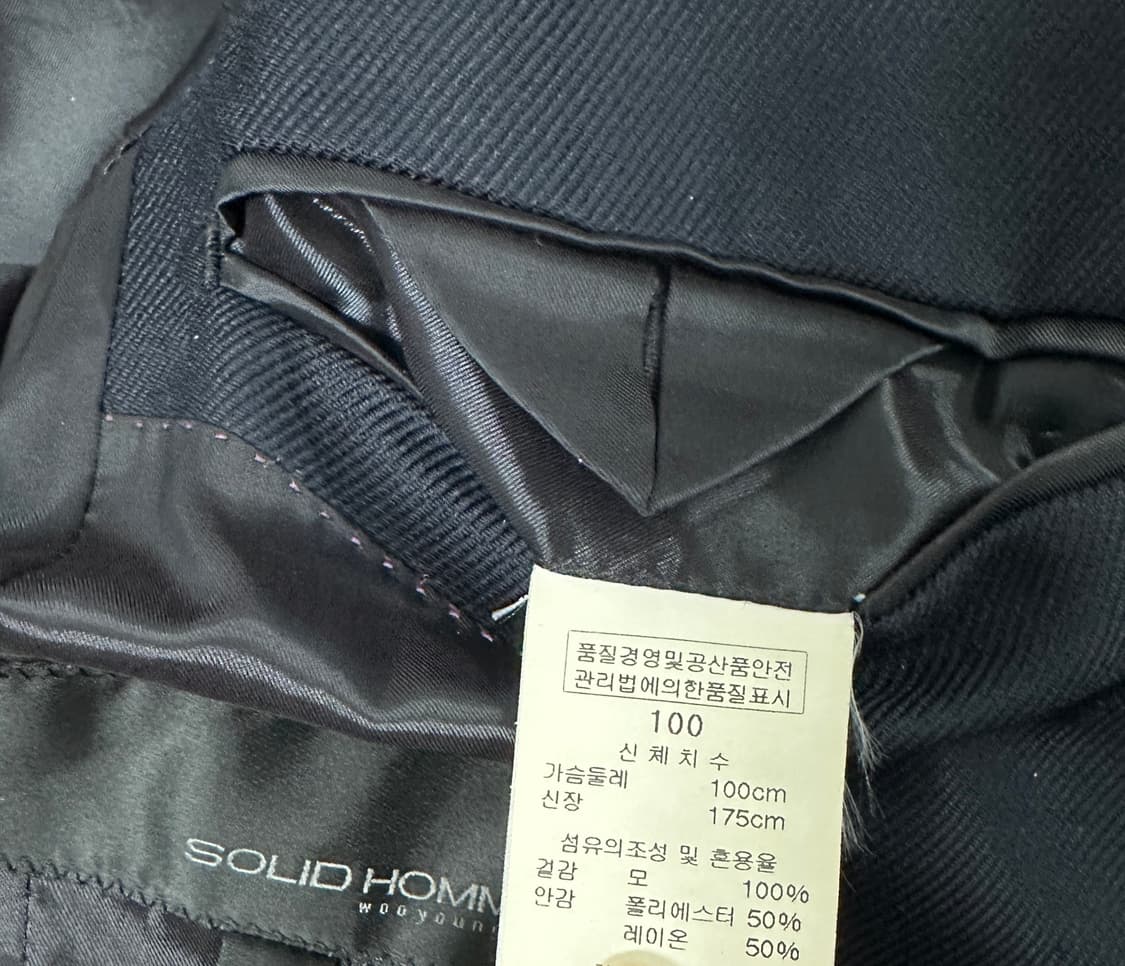 품질경영및공산품안전
관리법에의한품질표시
100
신체치수
가슴둘레 100cm
신장 175cm
섬유의조성 및 혼용율
겉감 모 100%
안감 폴리에스터 50%
레이온 50%
SOLID HOMM